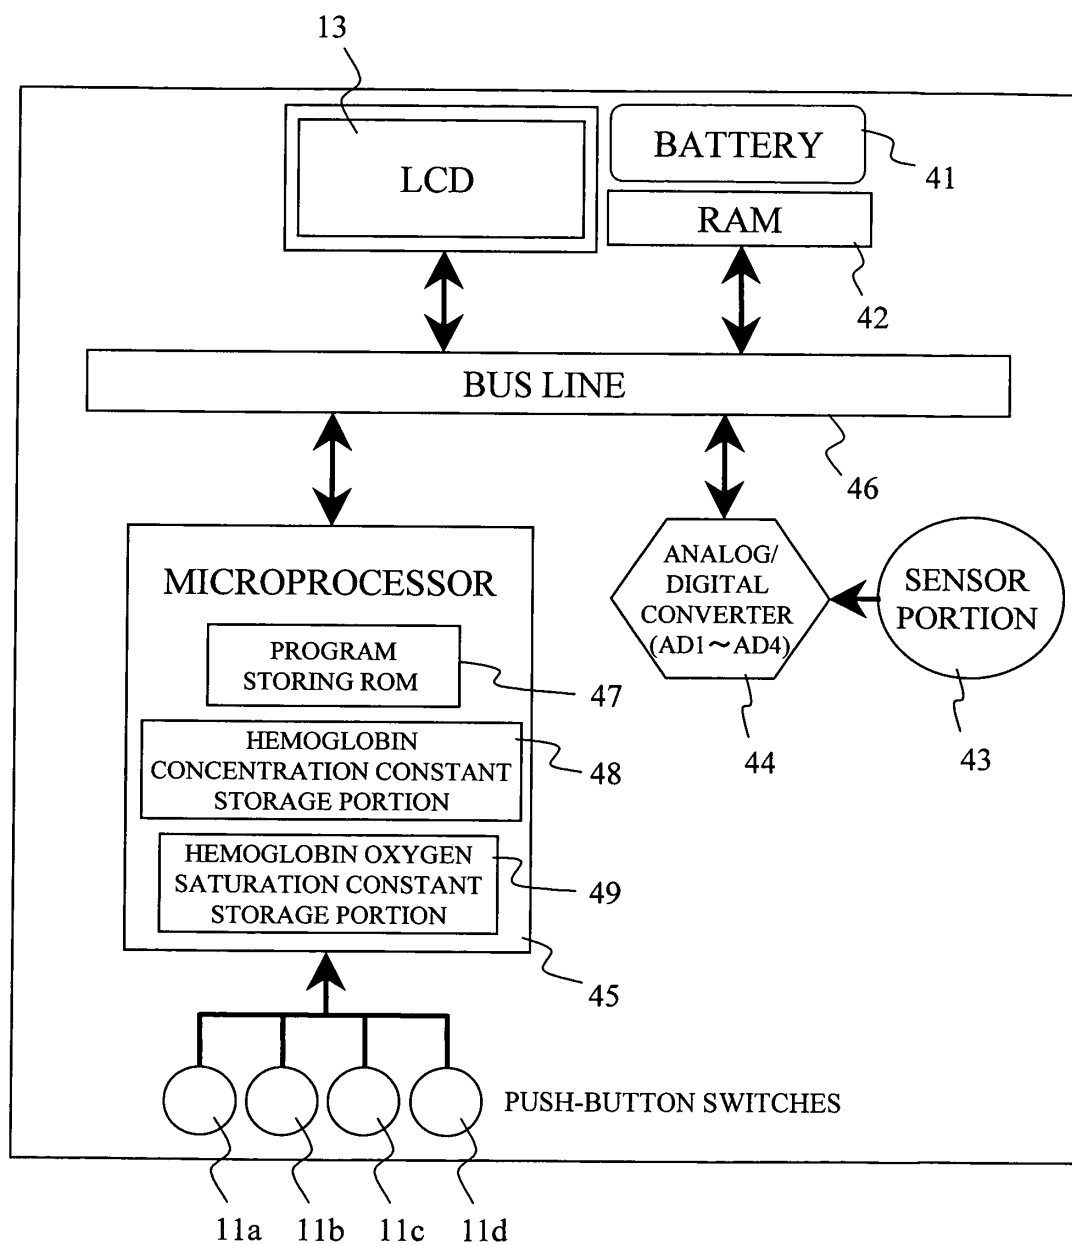 13
LCD
BATTERY
41
RAM
42
BUS LINE
46
MICROPROCESSOR
PROGRAM
STORING ROM
47
HEMOGLOBIN
CONCENTRATION CONSTANT
STORAGE PORTION
48
HEMOGLOBIN OXYGEN
SATURATION CONSTANT
STORAGE PORTION
49
45
ANALOG/
DIGITAL
CONVERTER
(AD1～AD4)
44
SENSOR
PORTION
43
PUSH-BUTTON SWITCHES
11a
11b
11c
11d